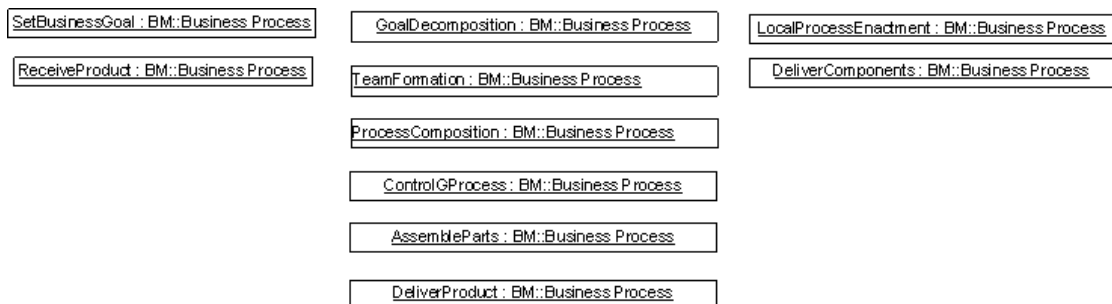 SetBusinessGoal : BM::Business Process
ReceiveProduct : BM::Business Process
GoalDecomposition : BM::Business Process
TeamFormation : BM::Business Process
ProcessComposition : BM::Business Process
ControlGProcess : BM::Business Process
AssembleParts : BM::Business Process
DeliverProduct : BM::Business Process
LocalProcessEnactment : BM::Business Process
DeliverComponents : BM::Business Process